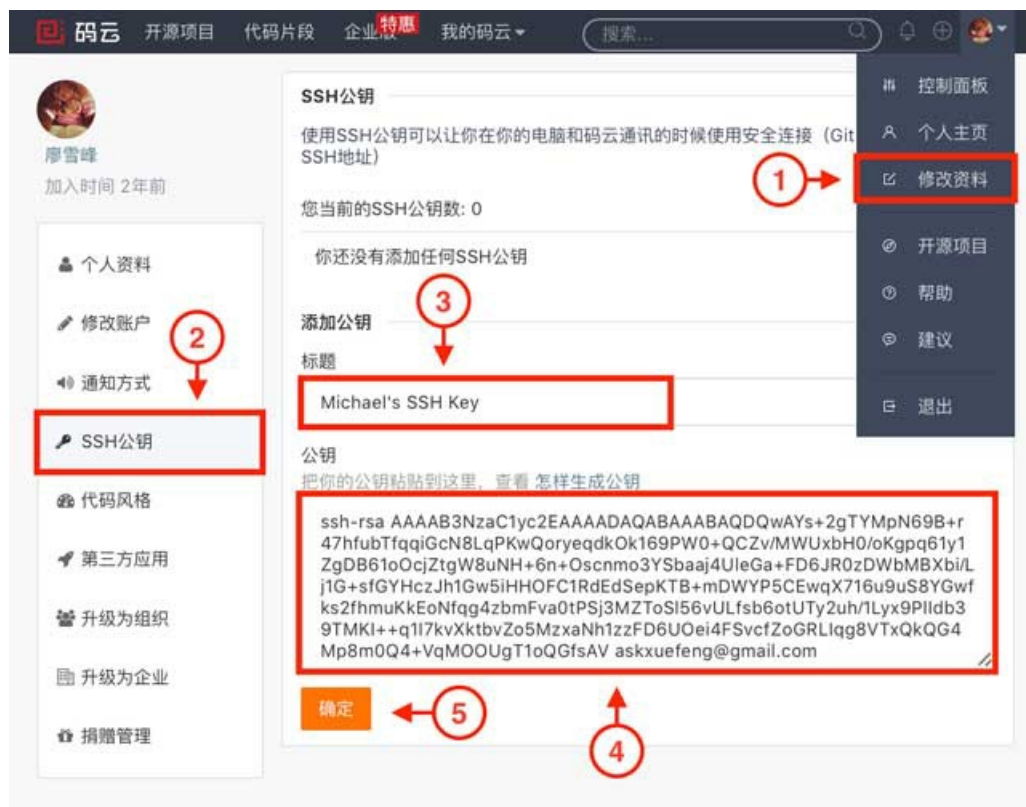 码云 开源项目 代码片段 企业版 特惠 我的码云 搜索...
廖雪峰
加入时间 2年前
个人资料
修改账户
通知方式
SSH公钥
代码风格
第三方应用
升级为组织
升级为企业
捐赠管理
SSH公钥
使用SSH公钥可以让你在你的电脑和码云通讯的时候使用安全连接（Git
SSH地址）
您当前的SSH公钥数: 0
你还没有添加任何SSH公钥
添加公钥
标题
Michael's SSH Key
公钥
把你的公钥粘贴到这里，查看 怎样生成公钥
ssh-rsa AAAAB3NzaC1yc2EAAAADAQABAAABAQDQwAYs+2gTYMpN69B+r
47hfubTfqqiGcN8LqPKwQoryeqdkOk169PW0+QCZv/MWUxbH0/oKgpq61y1
ZgDB61oOcjZtgW8uNH+6n+Oscnmo3YSbaaj4UleGa+FD6JR0zDWbMBXbi/L
j1G+sfGYHczJh1Gw5iHHOFC1RdEdSepKTB+mDWYP5CEwqX716u9uS8YGwf
ks2fhmuKkEoNfqg4zbmFva0tPSj3MZToSl56vULfsb6otUTy2uh/1Lyx9PIldb3
9TMKI++q1I7kvXktbvZo5MzxaNh1zzFD6UOei4FSvcfZoGRLIqg8VTxQkQG4
Mp8m0Q4+VqMOOUgT1oQGfsAV askxuefeng@gmail.com
确定
控制面板
个人主页
修改资料
开源项目
帮助
建议
退出
1
2
3
4
5